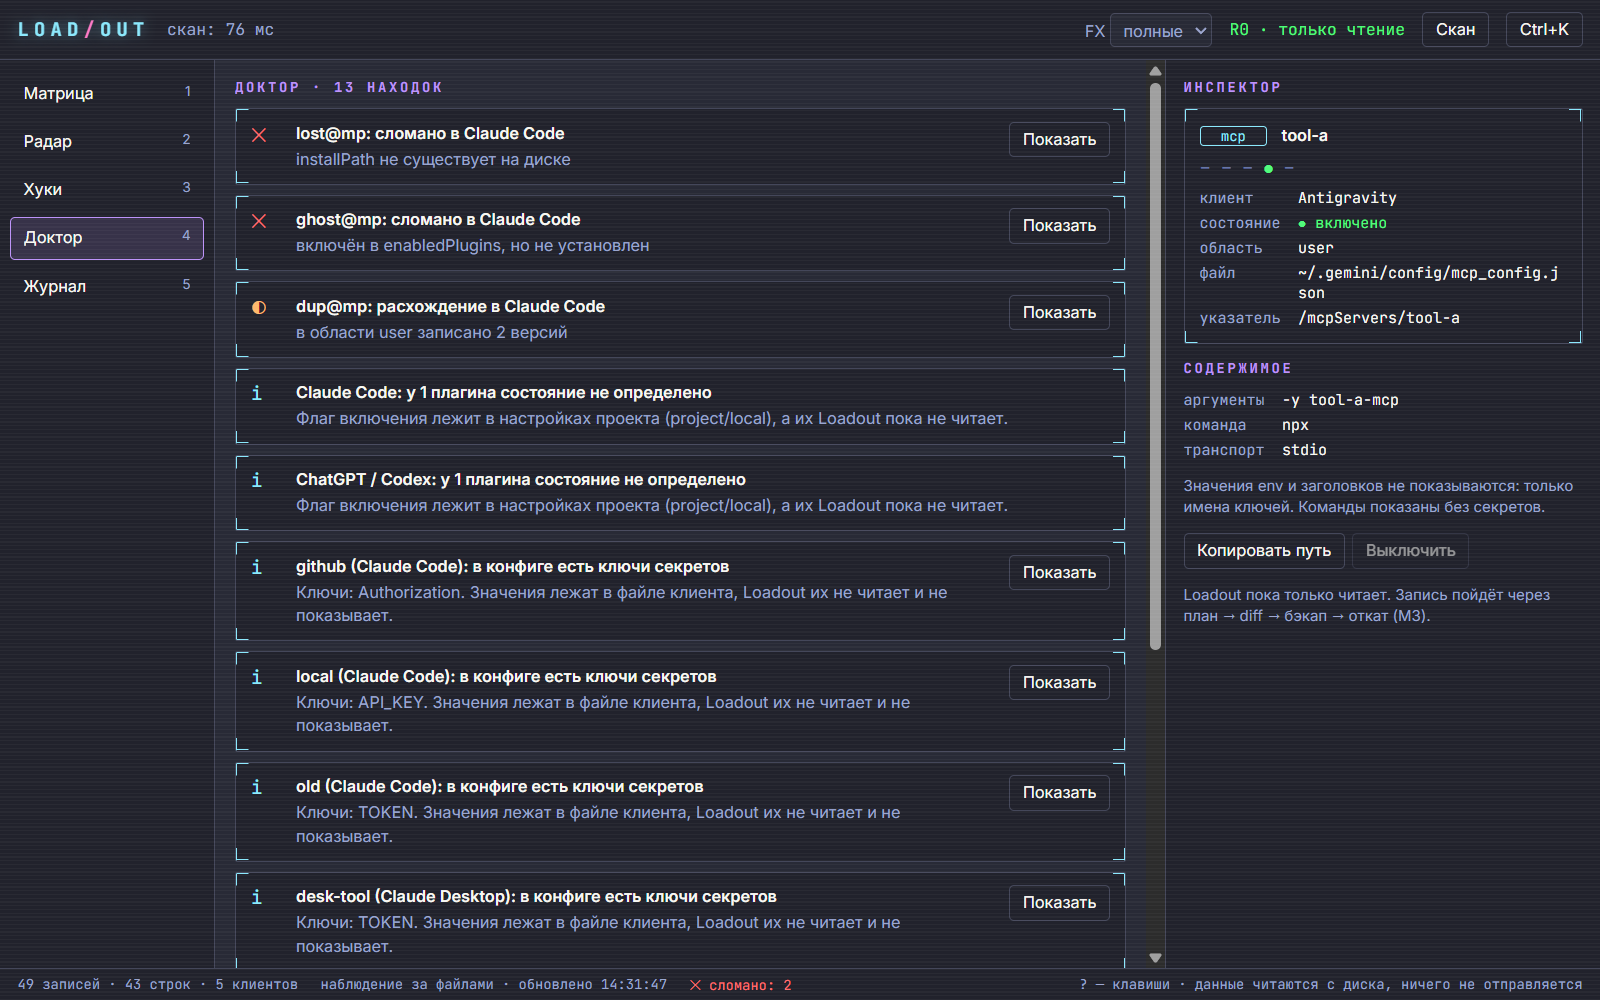 LOAD/OUT
скан: 76 мс
FX
полные
R0 · только чтение
Скан
Ctrl+K
Матрица 1
Радар 2
Хуки 3
Доктор 4
Журнал 5
ДОКТОР · 13 НАХОДОК
lost@mp: сломано в Claude Code
installPath не существует на диске
Показать
ghost@mp: сломано в Claude Code
включён в enabledPlugins, но не установлен
Показать
dup@mp: расхождение в Claude Code
в области user записано 2 версий
Показать
i
Claude Code: у 1 плагина состояние не определено
Флаг включения лежит в настройках проекта (project/local), а их Loadout пока не читает.
i
ChatGPT / Codex: у 1 плагина состояние не определено
Флаг включения лежит в настройках проекта (project/local), а их Loadout пока не читает.
i
github (Claude Code): в конфиге есть ключи секретов
Ключи: Authorization. Значения лежат в файле клиента, Loadout их не читает и не
показывает.
Показать
i
local (Claude Code): в конфиге есть ключи секретов
Ключи: API_KEY. Значения лежат в файле клиента, Loadout их не читает и не
показывает.
Показать
i
old (Claude Code): в конфиге есть ключи секретов
Ключи: TOKEN. Значения лежат в файле клиента, Loadout их не читает и не
показывает.
Показать
i
desk-tool (Claude Desktop): в конфиге есть ключи секретов
Ключи: TOKEN. Значения лежат в файле клиента, Loadout их не читает и не
показывает.
Показать
ИНСПЕКТОР
mcp tool-a
— — — ● —
клиент Antigravity
состояние ● включено
область user
файл ~/.gemini/config/mcp_config.j
son
указатель /mcpServers/tool-a
СОДЕРЖИМОЕ
аргументы -y tool-a-mcp
команда npx
транспорт stdio
Значения env и заголовков не показываются: только
имена ключей. Команды показаны без секретов.
Копировать путь
Выключить
Loadout пока только читает. Запись пойдёт через
план → diff → бэкап → откат (M3).
49 записей · 43 строк · 5 клиентов
наблюдение за файлами · обновлено 14:31:47
сломано: 2
? — клавиши · данные читаются с диска, ничего не отправляется